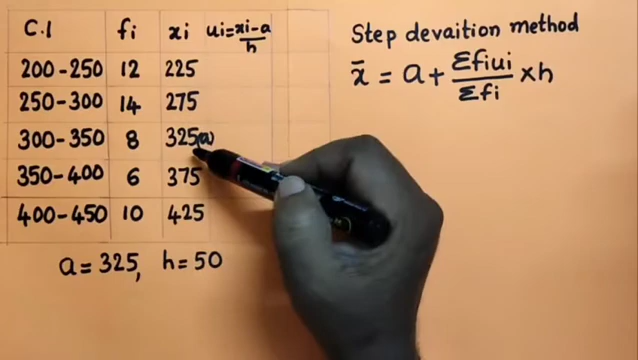 C.I fi xi ui=xi-a/h
200-250 12 225
250-300 14 275
300-350 8 325(a)
350-400 6 375
400-450 10 425
a=325, h=50
Step devaition method
x̄ = a + Σfiui/Σfi × h